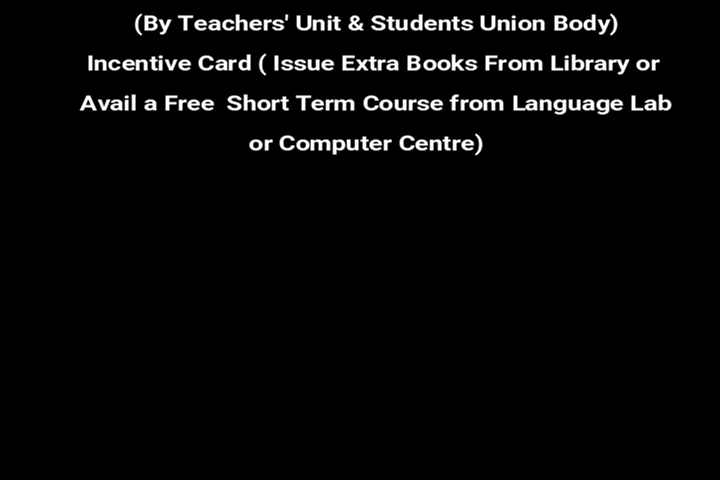 (By Teachers' Unit & Students Union Body)
Incentive Card ( Issue Extra Books From Library or
Avail a Free  Short Term Course from Language Lab
or Computer Centre)